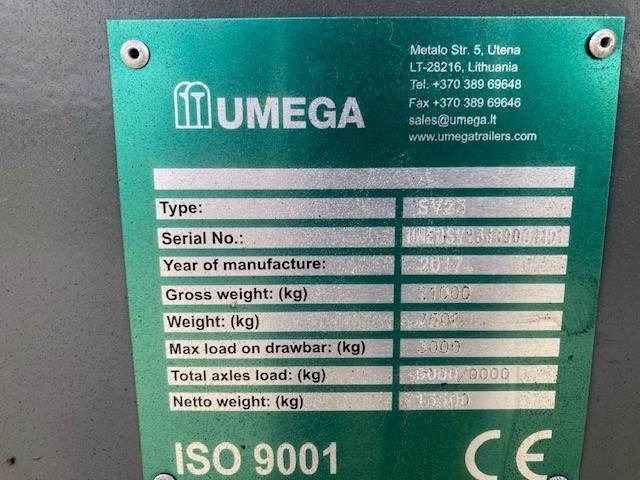 UMEGA
Metalo Str. 5, Utena
LT-28216, Lithuania
Tel. +370 389 69648
Fax +370 389 69646
sales@umega.lt
www.umegatrailers.com
Type:
Serial No.:
Year of manufacture: 2017
Gross weight: (kg)
Weight: (kg)
Max load on drawbar: (kg) 3000
Total axles load: (kg)
Netto weight: (kg)
ISO 9001 CE